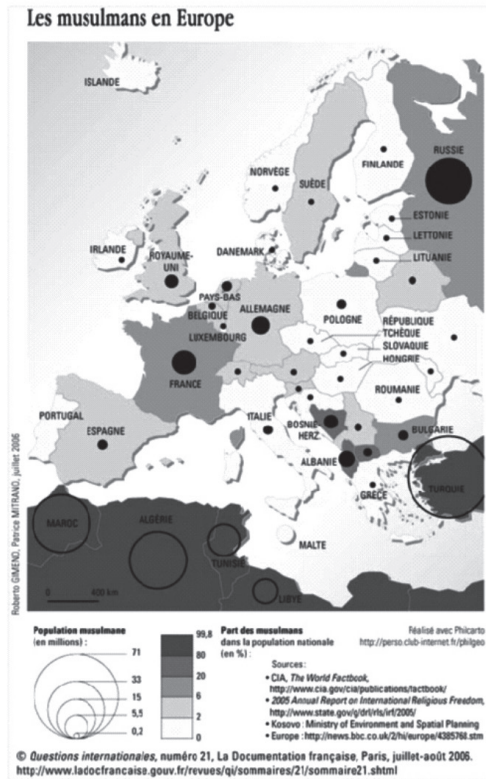 Les musulmans en Europe
ISLANDE
RUSSIE
FINLANDE
NORVÈGE
SUÈDE
ESTONIE
LETTONIE
LITUANIE
IRLANDE
ROYAUME-
UNI
DANEMARK
PAYS-BAS
BELGIQUE
ALLEMAGNE
LUXEMBOURG
POLOGNE
RÉPUBLIQUE
TCHÈQUE
SLOVAQUIE
HONGRIE
FRANCE
ROUMANIE
PORTUGAL
ESPAGNE
ITALIE
BOSNIE
HERZ
BULGARIE
ALBANIE
TURQUIE
GRÈCE
MAROC
ALGÉRIE
TUNISIE
MALTE
LIBYE
0 400 km
Roberto GIMENO, Patrice MITRANO, juillet 2006
Population musulmane
(en millions) :
71
33
15
5,5
0,2
99,8
80
20
6
2
0
Part des musulmans
dans la population nationale
(en %) :
Réalisé avec Philcarto
http://perso.club-internet.fr/philgeo
Sources :
• CIA, The World Factbook,
http://www.cia.gov/cia/publications/factbook/
• 2005 Annual Report on International Religious Freedom,
http://www.state.gov/g/drl/rls/irf/2005/
• Kosovo : Ministry of Environment and Spatial Planning
• Europe : http://news.bbc.co.uk/2/hi/europe/4385768.stm
© Questions internationales, numéro 21, La Documentation française, Paris, juillet-août 2006.
http://www.ladocfrancaise.gouv.fr/revues/qi/sommaires/21/sommaire21.shtml